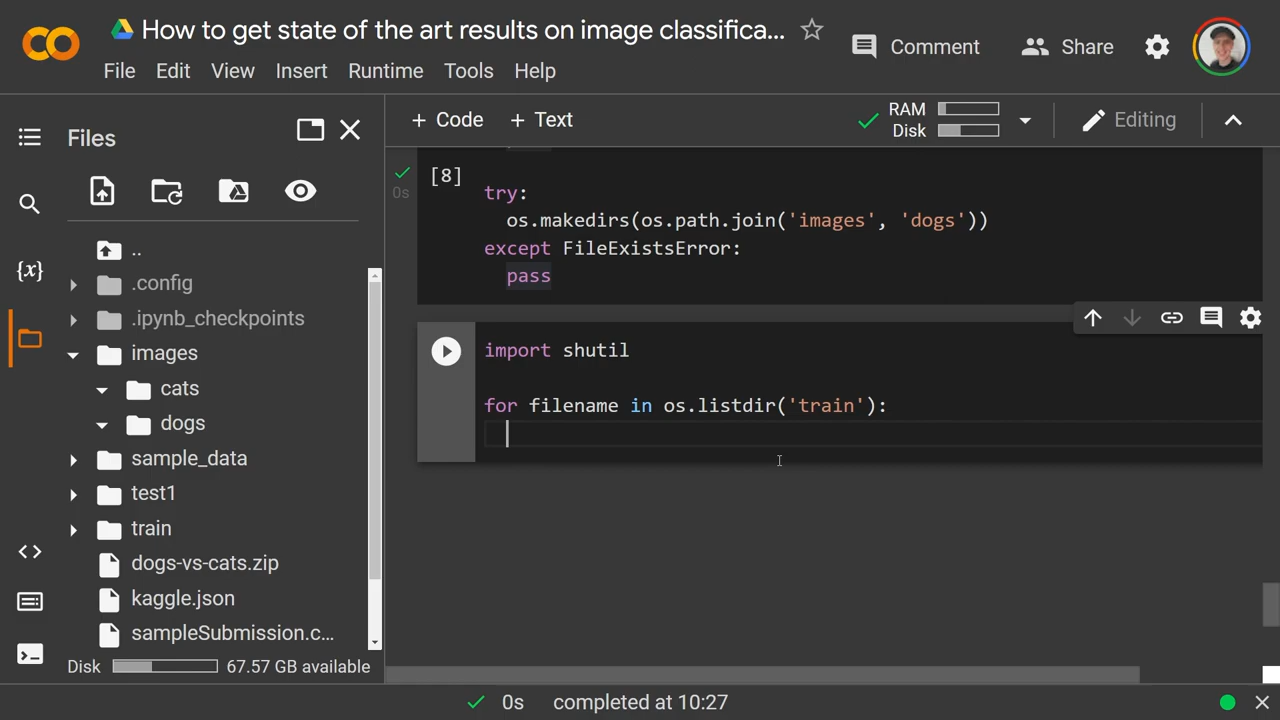 How to get state of the art results on image classifica...
Comment
Share
File Edit View Insert Runtime Tools Help
Files
+ Code + Text
RAM
Disk
Editing
..
.config
.ipynb_checkpoints
images
cats
dogs
sample_data
test1
train
dogs-vs-cats.zip
kaggle.json
sampleSubmission.c...
Disk 67.57 GB available
{x}
[8]
0s
try:
os.makedirs(os.path.join('images', 'dogs'))
except FileExistsError:
pass
import shutil
for filename in os.listdir('train'):
0s completed at 10:27